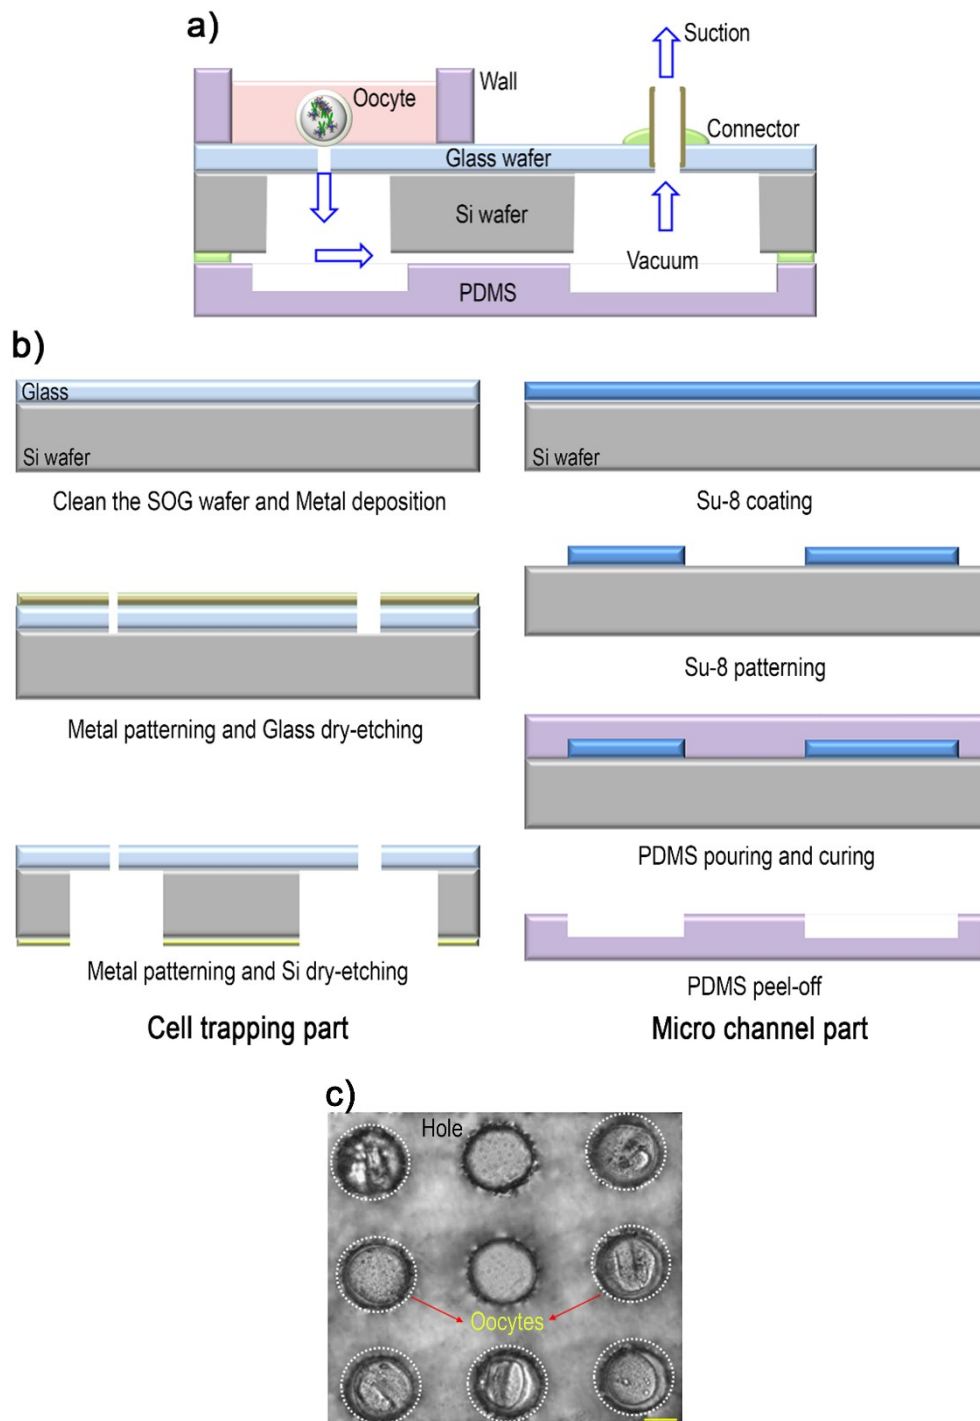 a)
Suction
Wall
Oocyte
Connector
Glass wafer
Si wafer
Vacuum
PDMS
b)
Glass
Si wafer
Clean the SOG wafer and Metal deposition
Metal patterning and Glass dry-etching
Metal patterning and Si dry-etching
Cell trapping part
Si wafer
Su-8 coating
Su-8 patterning
PDMS pouring and curing
PDMS peel-off
Micro channel part
c)
Hole
Oocytes